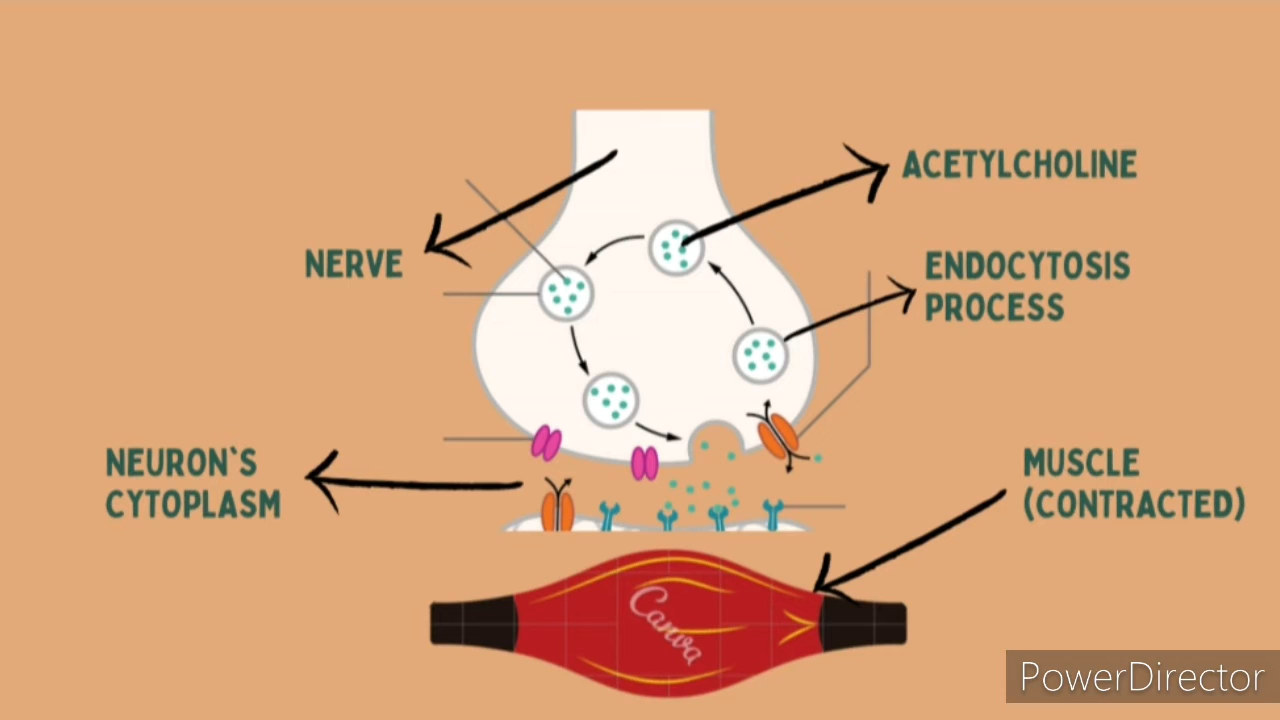 ACETYLCHOLINE
NERVE
ENDOCYTOSIS
PROCESS
NEURON`S
CYTOPLASM
MUSCLE
(CONTRACTED)
Canva
PowerDirector